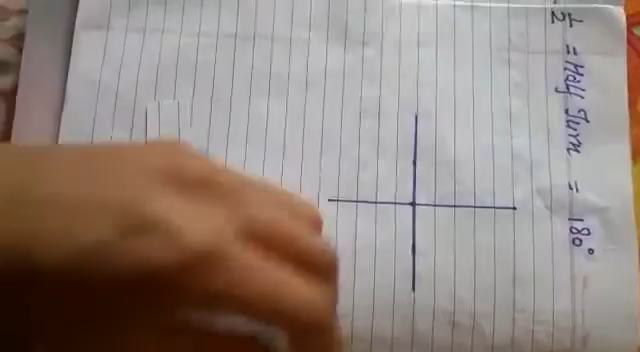 1/2 = Half Turn = 180°